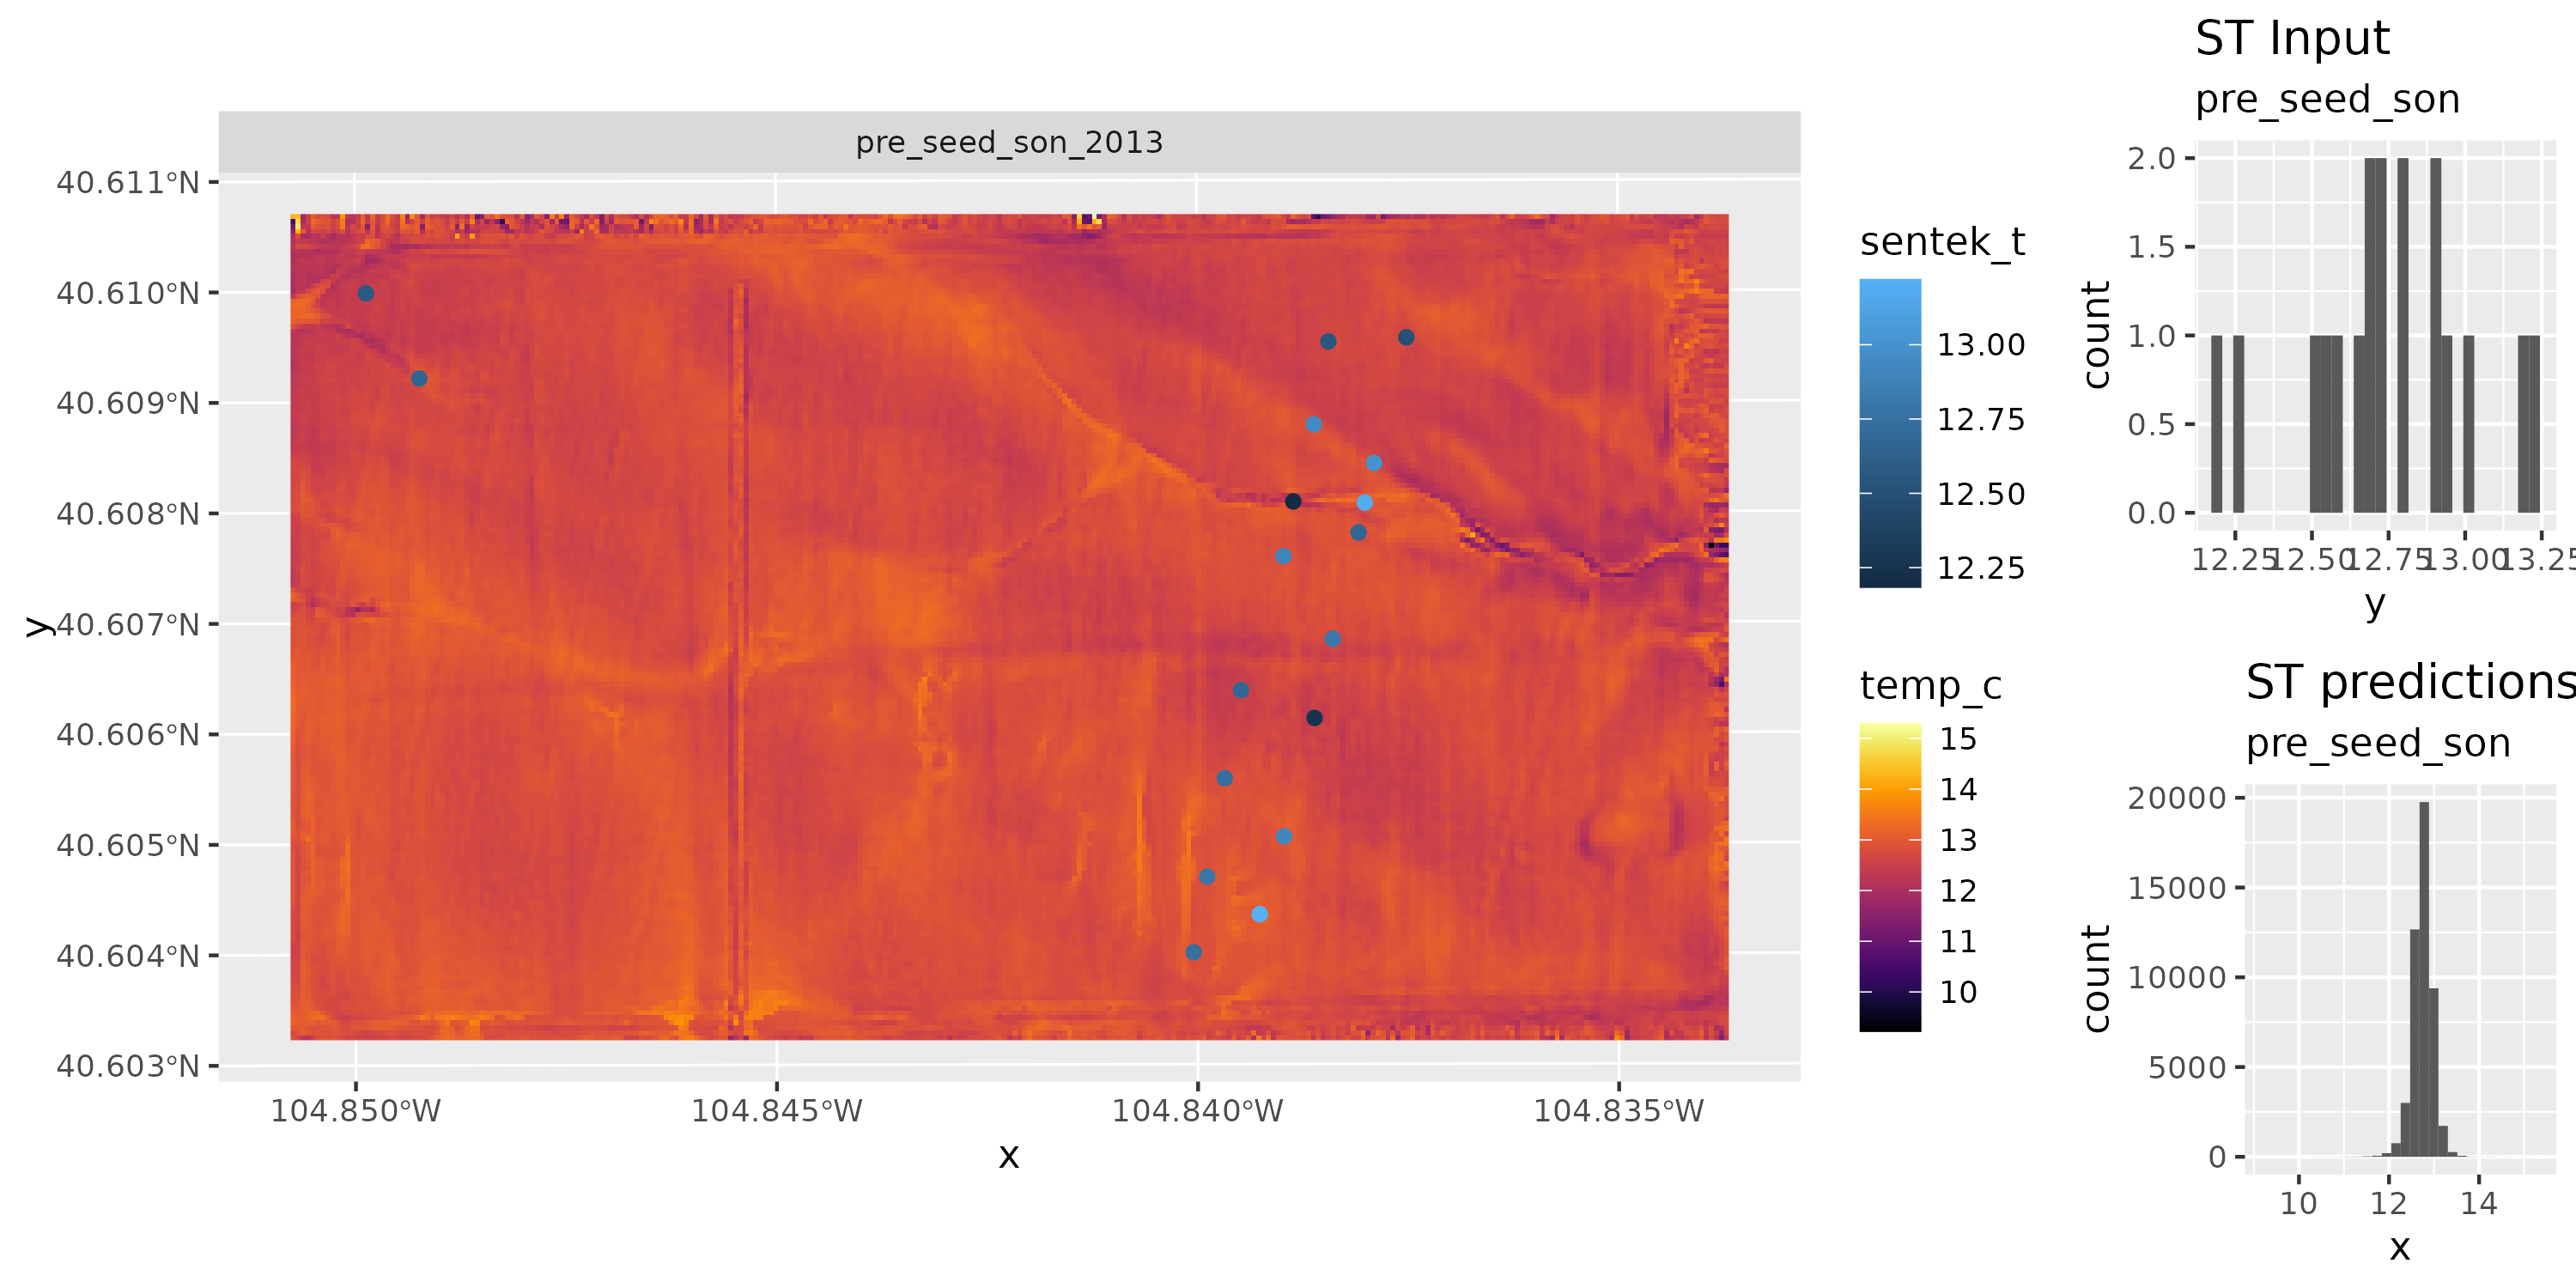 pre_seed_son_2013
40.611°N
40.610°N
40.609°N
40.608°N
40.607°N
40.606°N
40.605°N
40.604°N
40.603°N
y
104.850°W
104.845°W
104.840°W
104.835°W
x
sentek_t
13.00
12.75
12.50
12.25
temp_c
15
14
13
12
11
10
ST Input
pre_seed_son
count
2.0
1.5
1.0
0.5
0.0
12.25
12.50
12.75
13.00
13.25
y
ST predictions
pre_seed_son
count
20000
15000
10000
5000
0
10
12
14
x